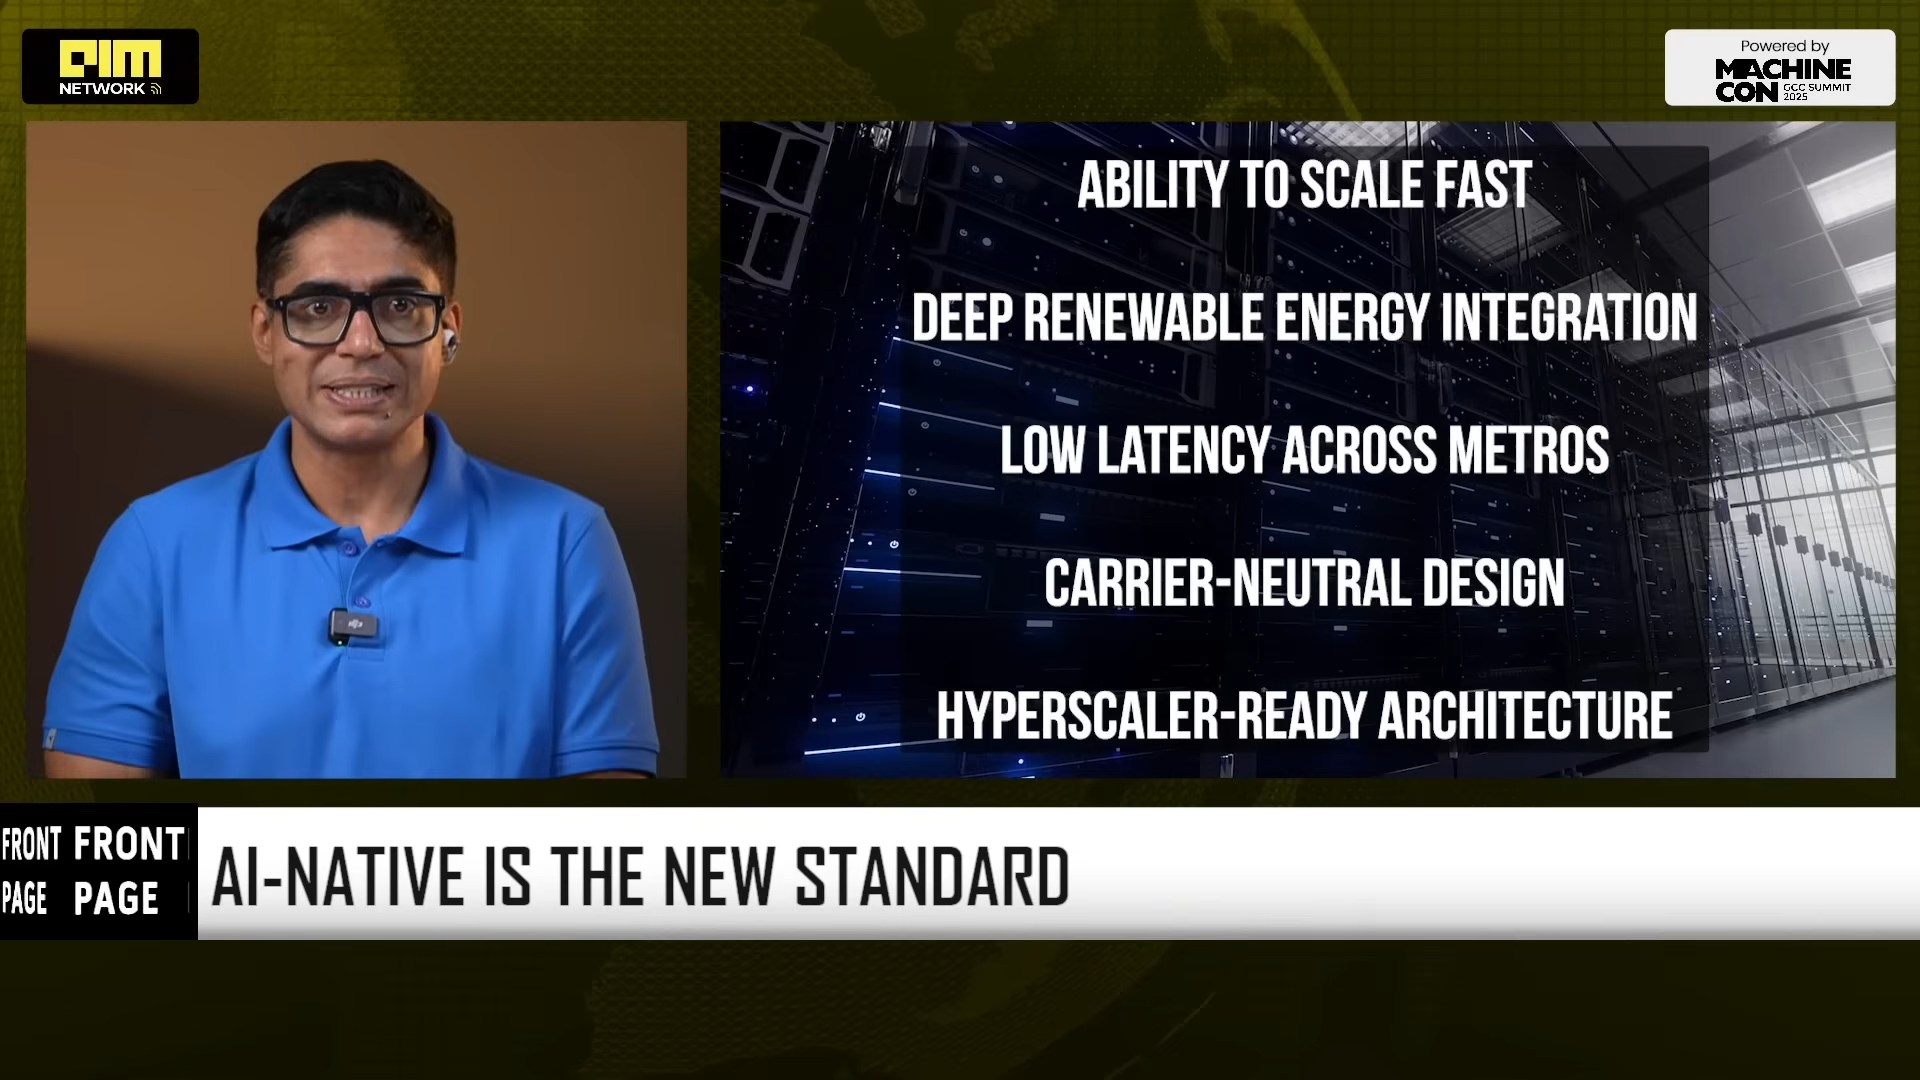 AIM
NETWORK
Powered by
MACHINE
CON GCC SUMMIT
2025
ABILITY TO SCALE FAST
DEEP RENEWABLE ENERGY INTEGRATION
LOW LATENCY ACROSS METROS
CARRIER-NEUTRAL DESIGN
HYPERSCALER-READY ARCHITECTURE
dji
FRONT FRONT
PAGE PAGE
AI-NATIVE IS THE NEW STANDARD